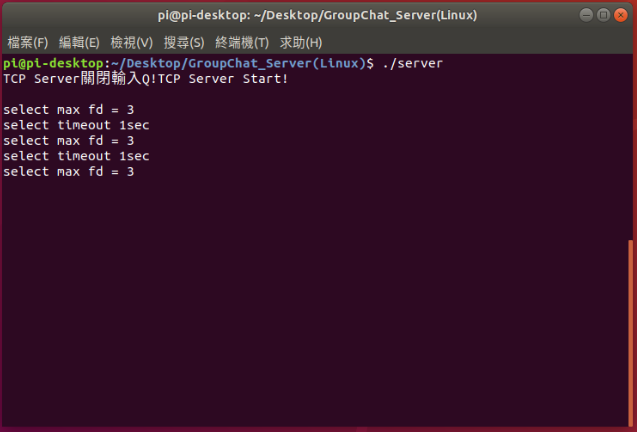 pi@pi-desktop: ~/Desktop/GroupChat_Server(Linux)
檔案(F) 編輯(E) 檢視(V) 搜尋(S) 終端機(T) 求助(H)
pi@pi-desktop:~/Desktop/GroupChat_Server(Linux)$ ./server
TCP Server關閉輸入Q!TCP Server Start!
select max fd = 3
select timeout 1sec
select max fd = 3
select timeout 1sec
select max fd = 3